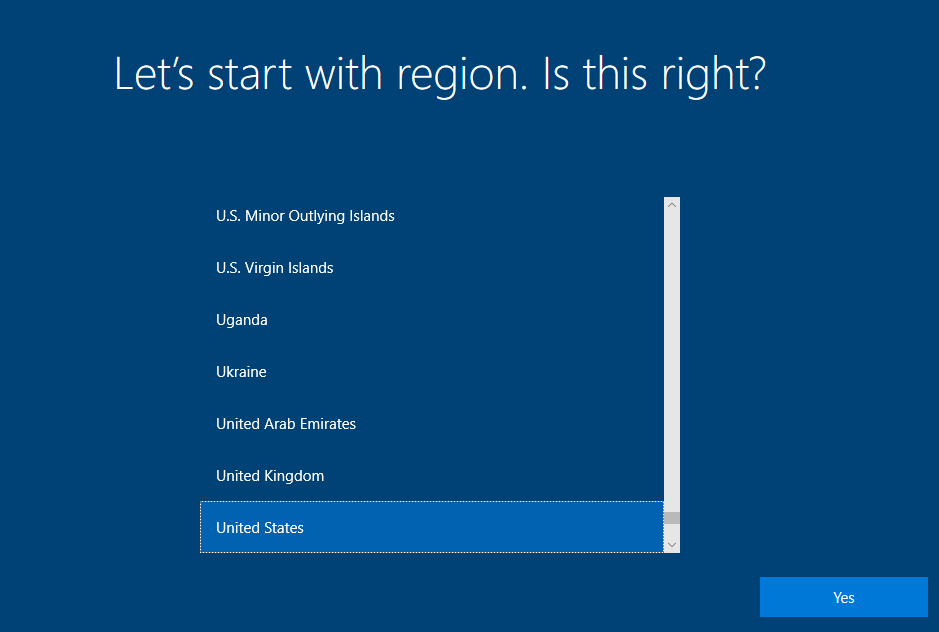 Let’s start with region. Is this right?
U.S. Minor Outlying Islands
U.S. Virgin Islands
Uganda
Ukraine
United Arab Emirates
United Kingdom
United States
Yes